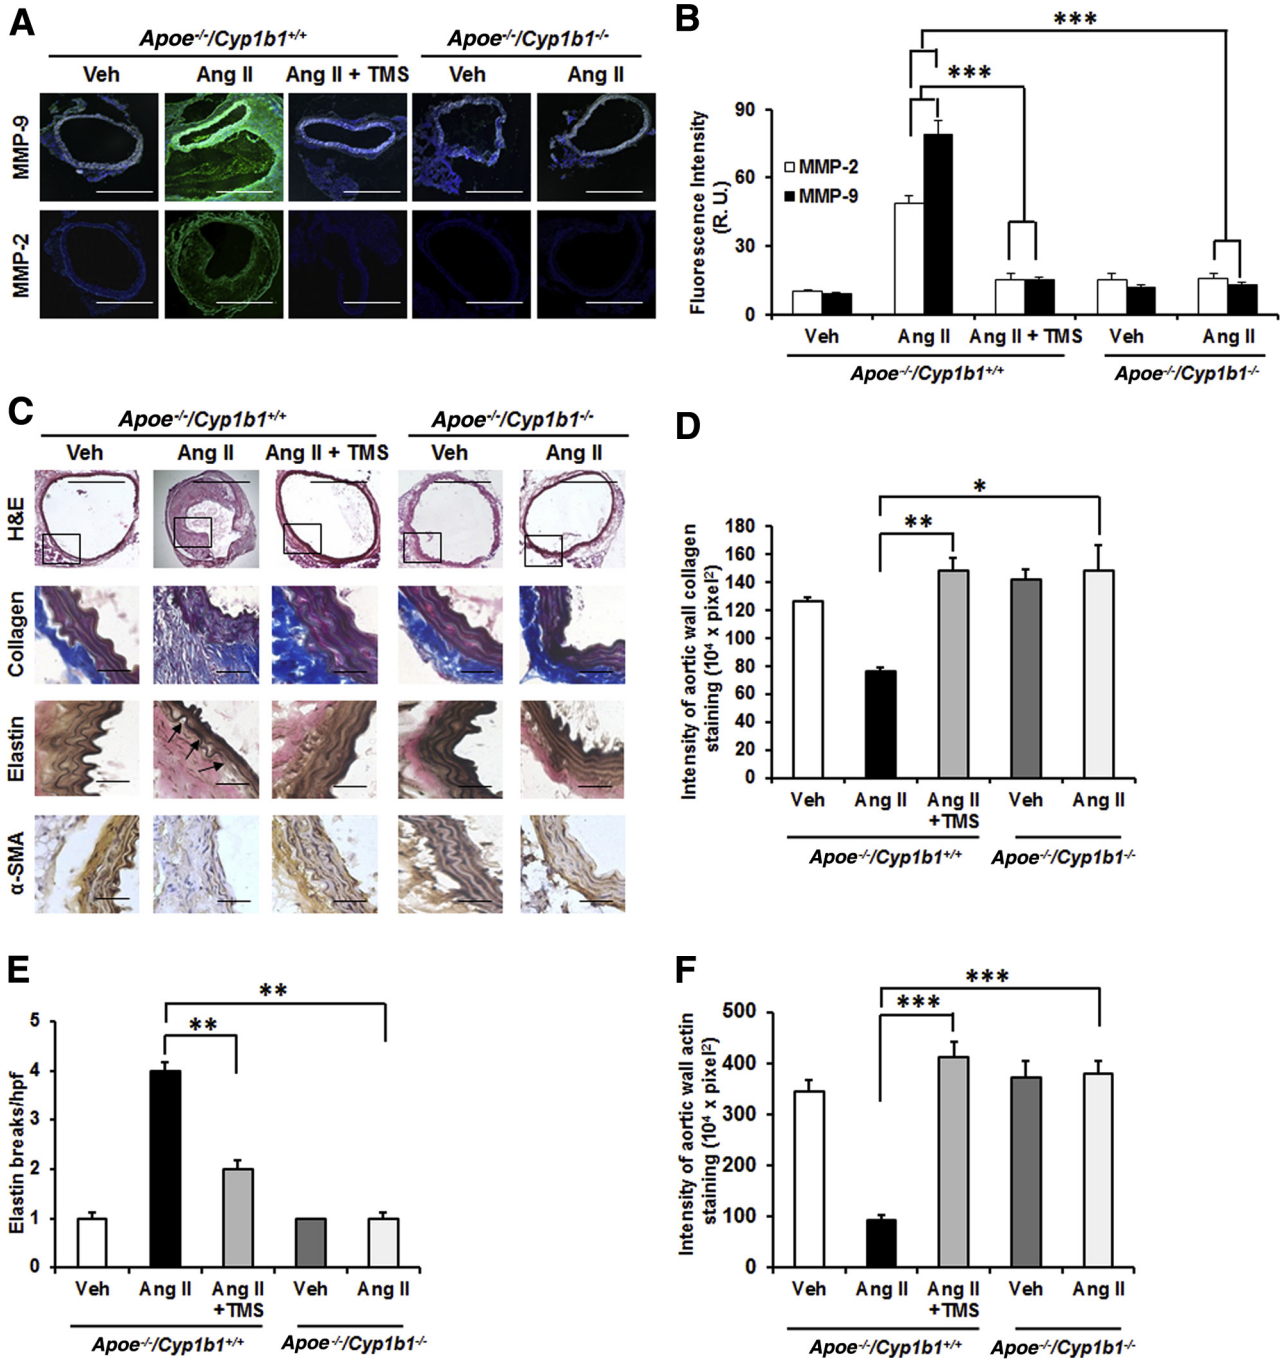 A
Apoe-/-/Cyp1b1+/+ Apoe-/-/Cyp1b1-/-
Veh Ang II Ang II + TMS Veh Ang II
MMP-9
MMP-2
B
***
***
Fluorescence Intensity
(R. U.)
90
60
30
0
MMP-2
MMP-9
Veh Ang II Ang II + TMS Veh Ang II
Apoe-/-/Cyp1b1+/+ Apoe-/-/Cyp1b1-/-
C
Apoe-/-/Cyp1b1+/+ Apoe-/-/Cyp1b1-/-
Veh Ang II Ang II + TMS Veh Ang II
H&E
Collagen
Elastin
α-SMA
D
*
**
Intensity of aortic wall collagen
staining (10⁴ x pixel²)
180
160
140
120
100
80
60
40
20
0
Veh Ang II Ang II Veh Ang II
+TMS
Apoe-/-/Cyp1b1+/+ Apoe-/-/Cyp1b1-/-
E
**
**
Elastin breaks/hpf
5
4
3
2
1
0
Veh Ang II Ang II Veh Ang II
+TMS
Apoe-/-/Cyp1b1+/+ Apoe-/-/Cyp1b1-/-
F
***
***
Intensity of aortic wall actin
staining (10⁴ x pixel²)
500
400
300
200
100
0
Veh Ang II Ang II Veh Ang II
+TMS
Apoe-/-/Cyp1b1+/+ Apoe-/-/Cyp1b1-/-